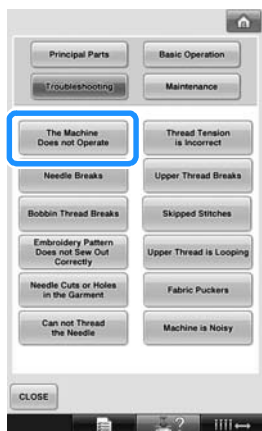 Principal Parts
Basic Operation
Troubleshooting
Maintenance
The Machine
Does not Operate
Thread Tension
is Incorrect
Needle Breaks
Upper Thread Breaks
Bobbin Thread Breaks
Skipped Stitches
Embroidery Pattern
Does not Sew Out
Correctly
Upper Thread is Looping
Needle Cuts or Holes
in the Garment
Fabric Puckers
Can not Thread
the Needle
Machine is Noisy
CLOSE
?